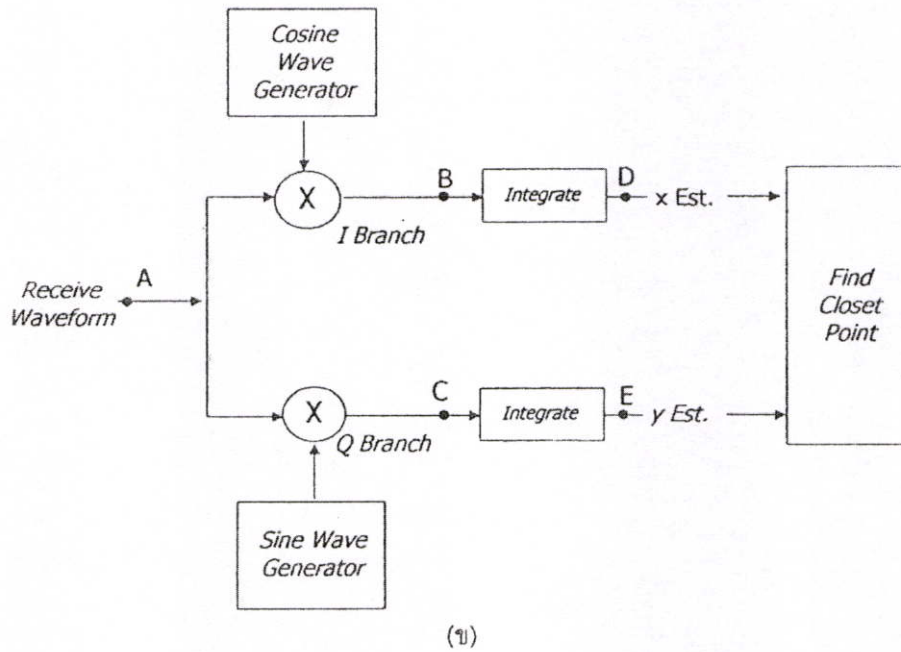 Cosine
Wave
Generator
X
I Branch
B
Integrate
D
x Est.
A
Receive
Waveform
Find
Closet
Point
X
Q Branch
C
Integrate
E
y Est.
Sine Wave
Generator
(ข)